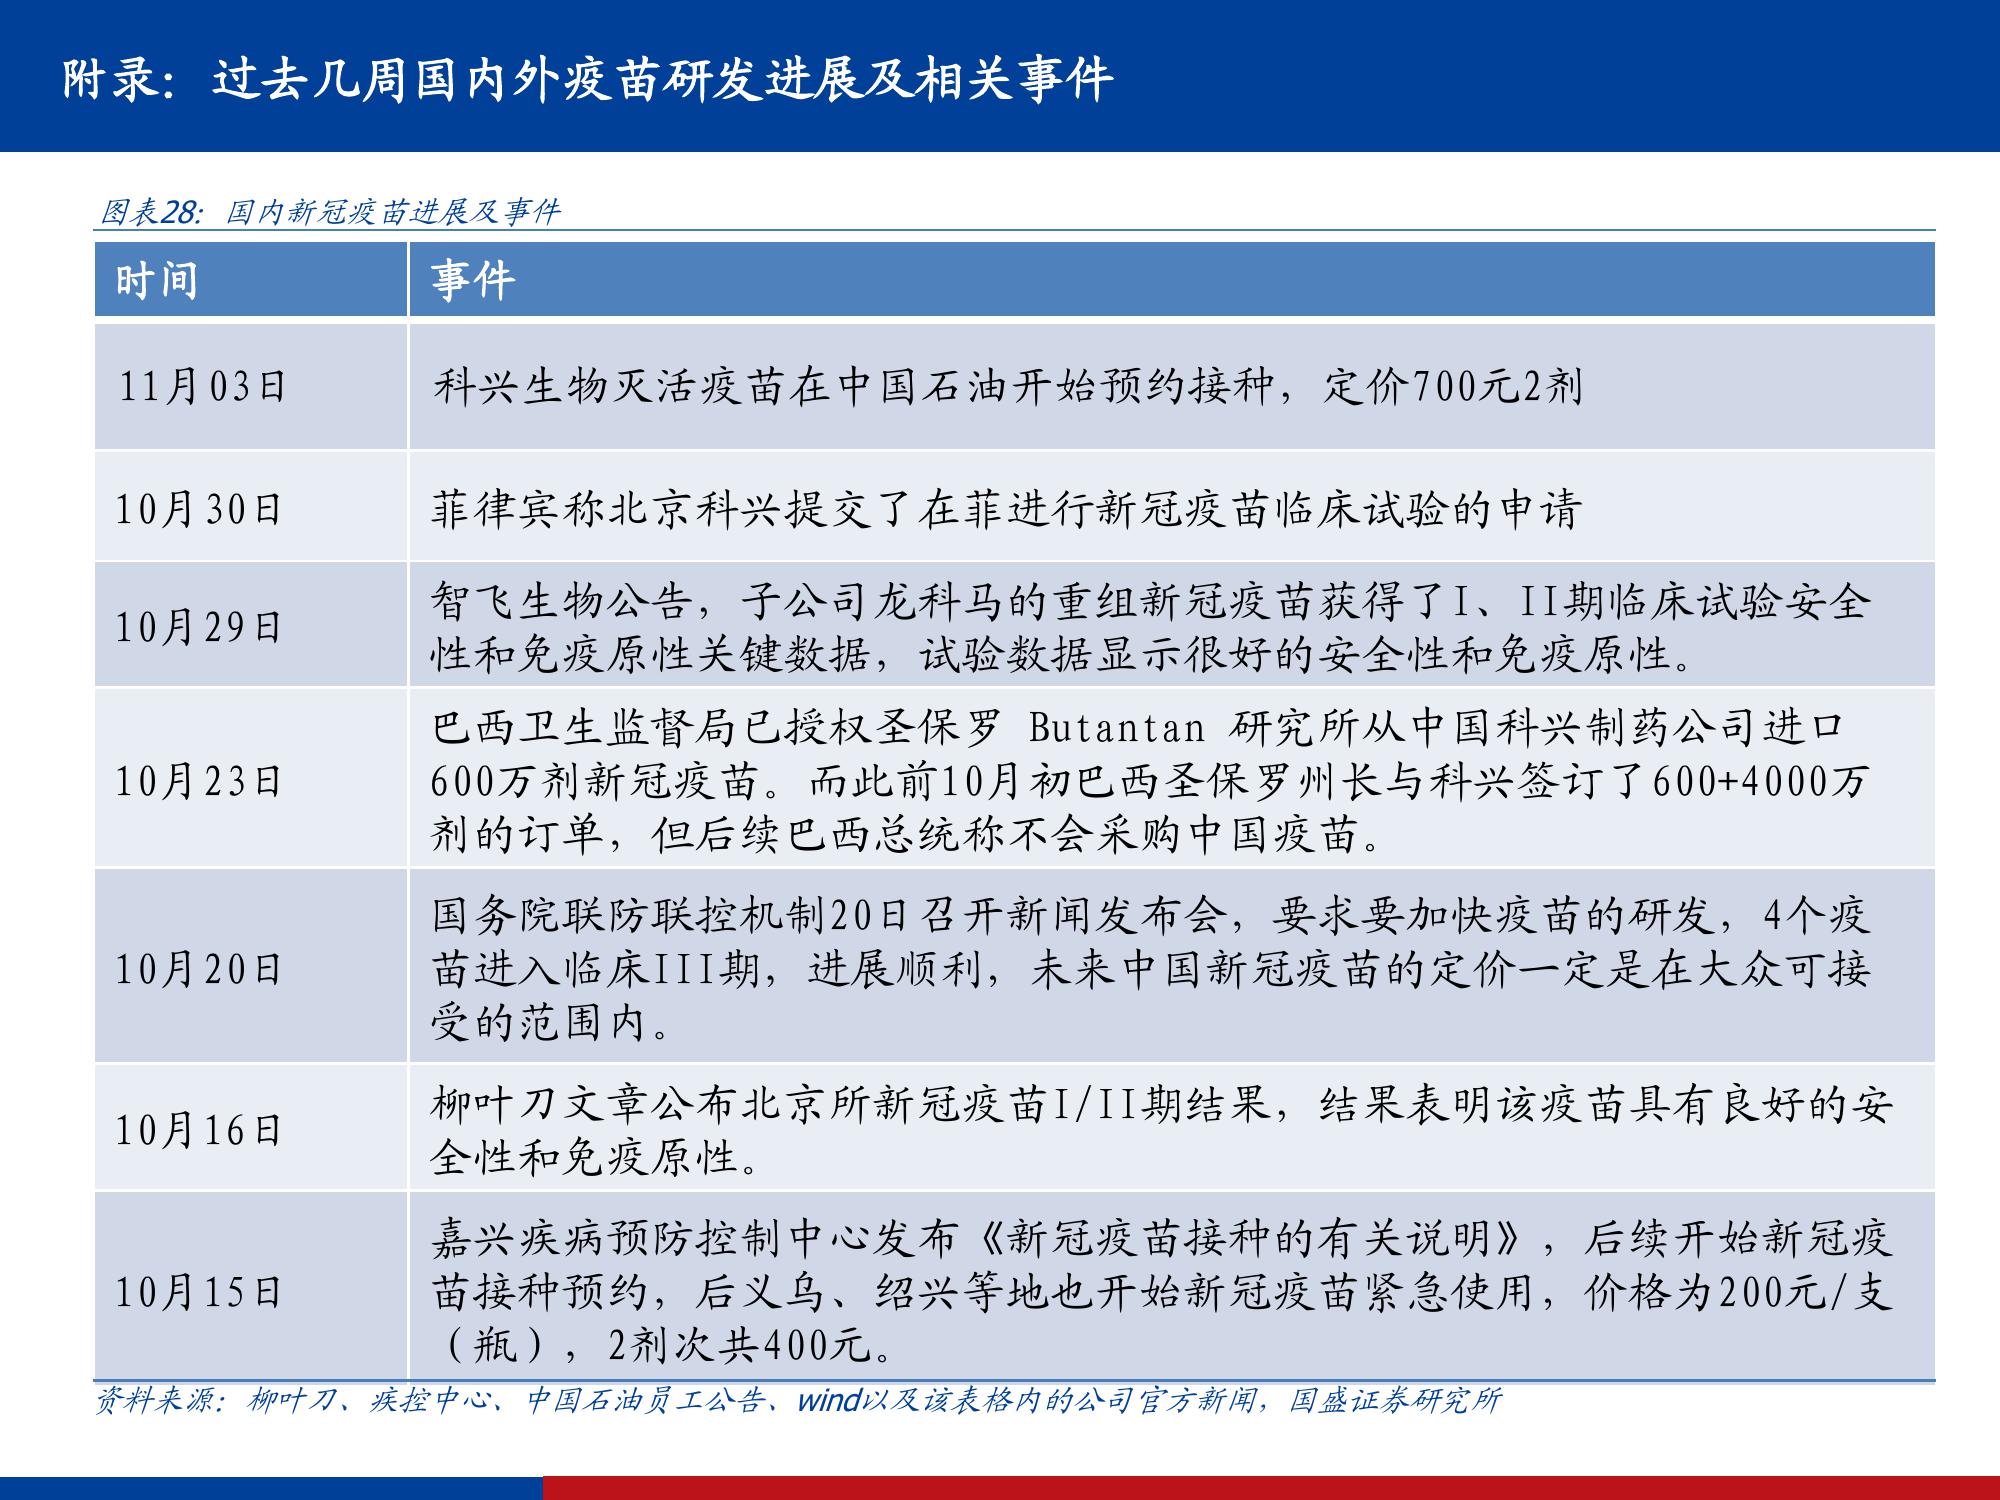 附录：过去几周国内外疫苗研发进展及相关事件
图表28：国内新冠疫苗进展及事件
时间
事件
11月03日
科兴生物灭活疫苗在中国石油开始预约接种，定价700元2剂
10月30日
菲律宾称北京科兴提交了在菲进行新冠疫苗临床试验的申请
10月29日
智飞生物公告，子公司龙科马的重组新冠疫苗获得了I、II期临床试验安全
性和免疫原性关键数据，试验数据显示很好的安全性和免疫原性。
10月23日
巴西卫生监督局已授权圣保罗 Butantan 研究所从中国科兴制药公司进口
600万剂新冠疫苗。而此前10月初巴西圣保罗州长与科兴签订了600+4000万
剂的订单，但后续巴西总统称不会采购中国疫苗。
10月20日
国务院联防联控机制20日召开新闻发布会，要求要加快疫苗的研发，4个疫
苗进入临床III期，进展顺利，未来中国新冠疫苗的定价一定是在大众可接
受的范围内。
10月16日
柳叶刀文章公布北京所新冠疫苗I/II期结果，结果表明该疫苗具有良好的安
全性和免疫原性。
10月15日
嘉兴疾病预防控制中心发布《新冠疫苗接种的有关说明》，后续开始新冠疫
苗接种预约，后义乌、绍兴等地也开始新冠疫苗紧急使用，价格为200元/支
（瓶），2剂次共400元。
资料来源：柳叶刀、疾控中心、中国石油员工公告、wind以及该表格内的公司官方新闻，国盛证券研究所